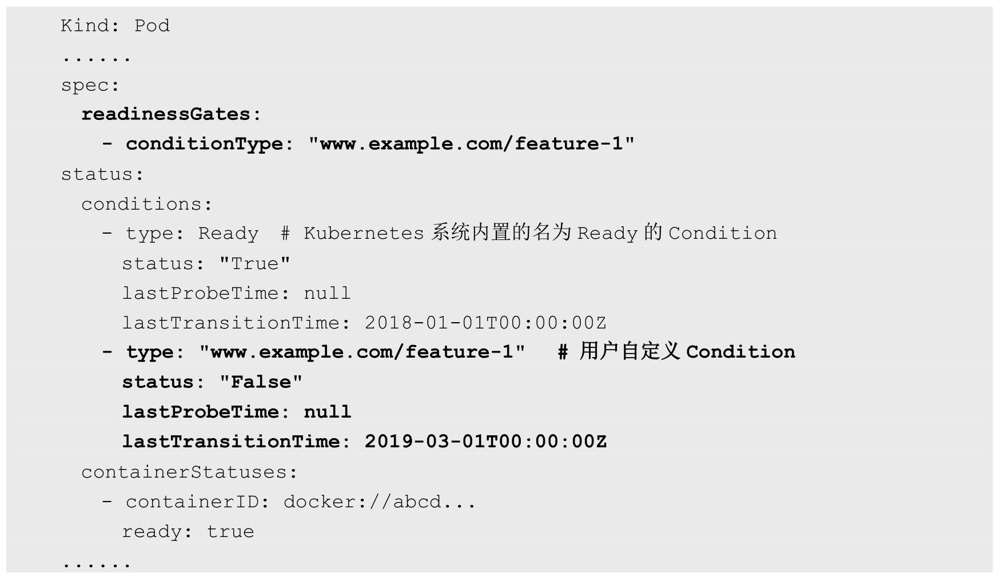 Kind: Pod
......
spec:
  readinessGates:
    - conditionType: "www.example.com/feature-1"
status:
  conditions:
    - type: Ready  # Kubernetes 系统内置的名为 Ready 的 Condition
      status: "True"
      lastProbeTime: null
      lastTransitionTime: 2018-01-01T00:00:00Z
    - type: "www.example.com/feature-1"   # 用户自定义 Condition
      status: "False"
      lastProbeTime: null
      lastTransitionTime: 2019-03-01T00:00:00Z
  containerStatuses:
    - containerID: docker://abcd...
      ready: true
......